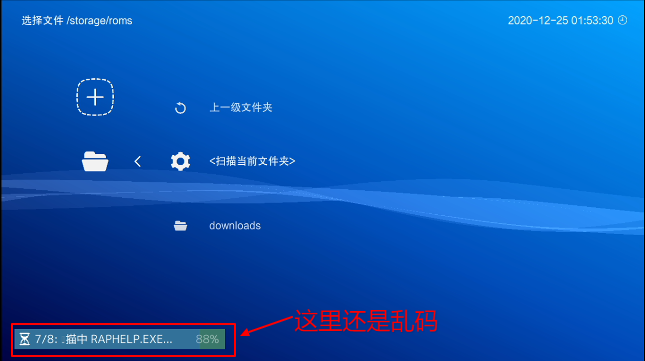 选择文件 /storage/roms
2020-12-25 01:53:30
上一级文件夹
<扫描当前文件夹>
downloads
这里还是乱码
7/8: 描中 RAPHELP.EXE... 88%